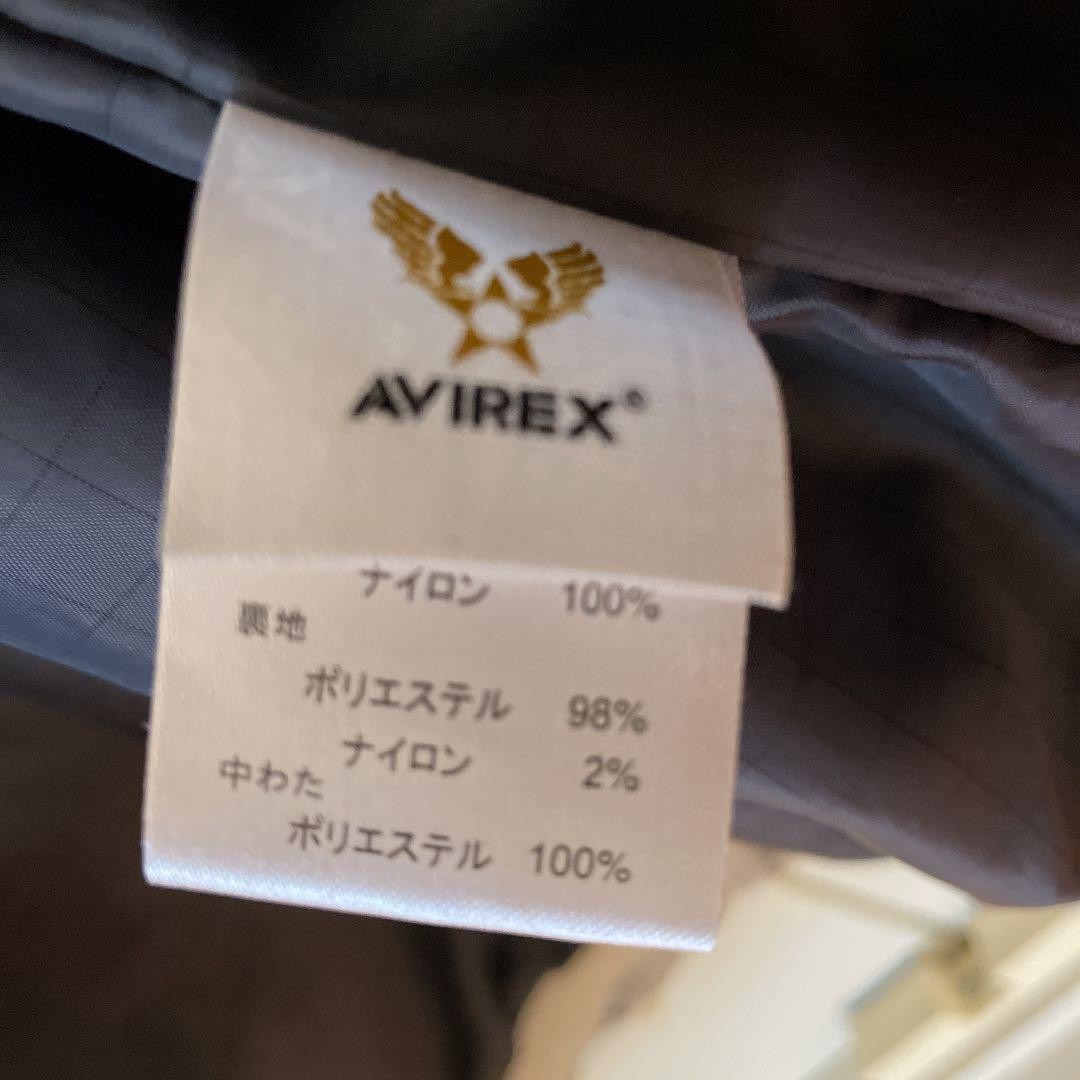 AVIREX®
ナイロン 100%
裏地
ポリエステル 98%
ナイロン 2%
中わた
ポリエステル 100%